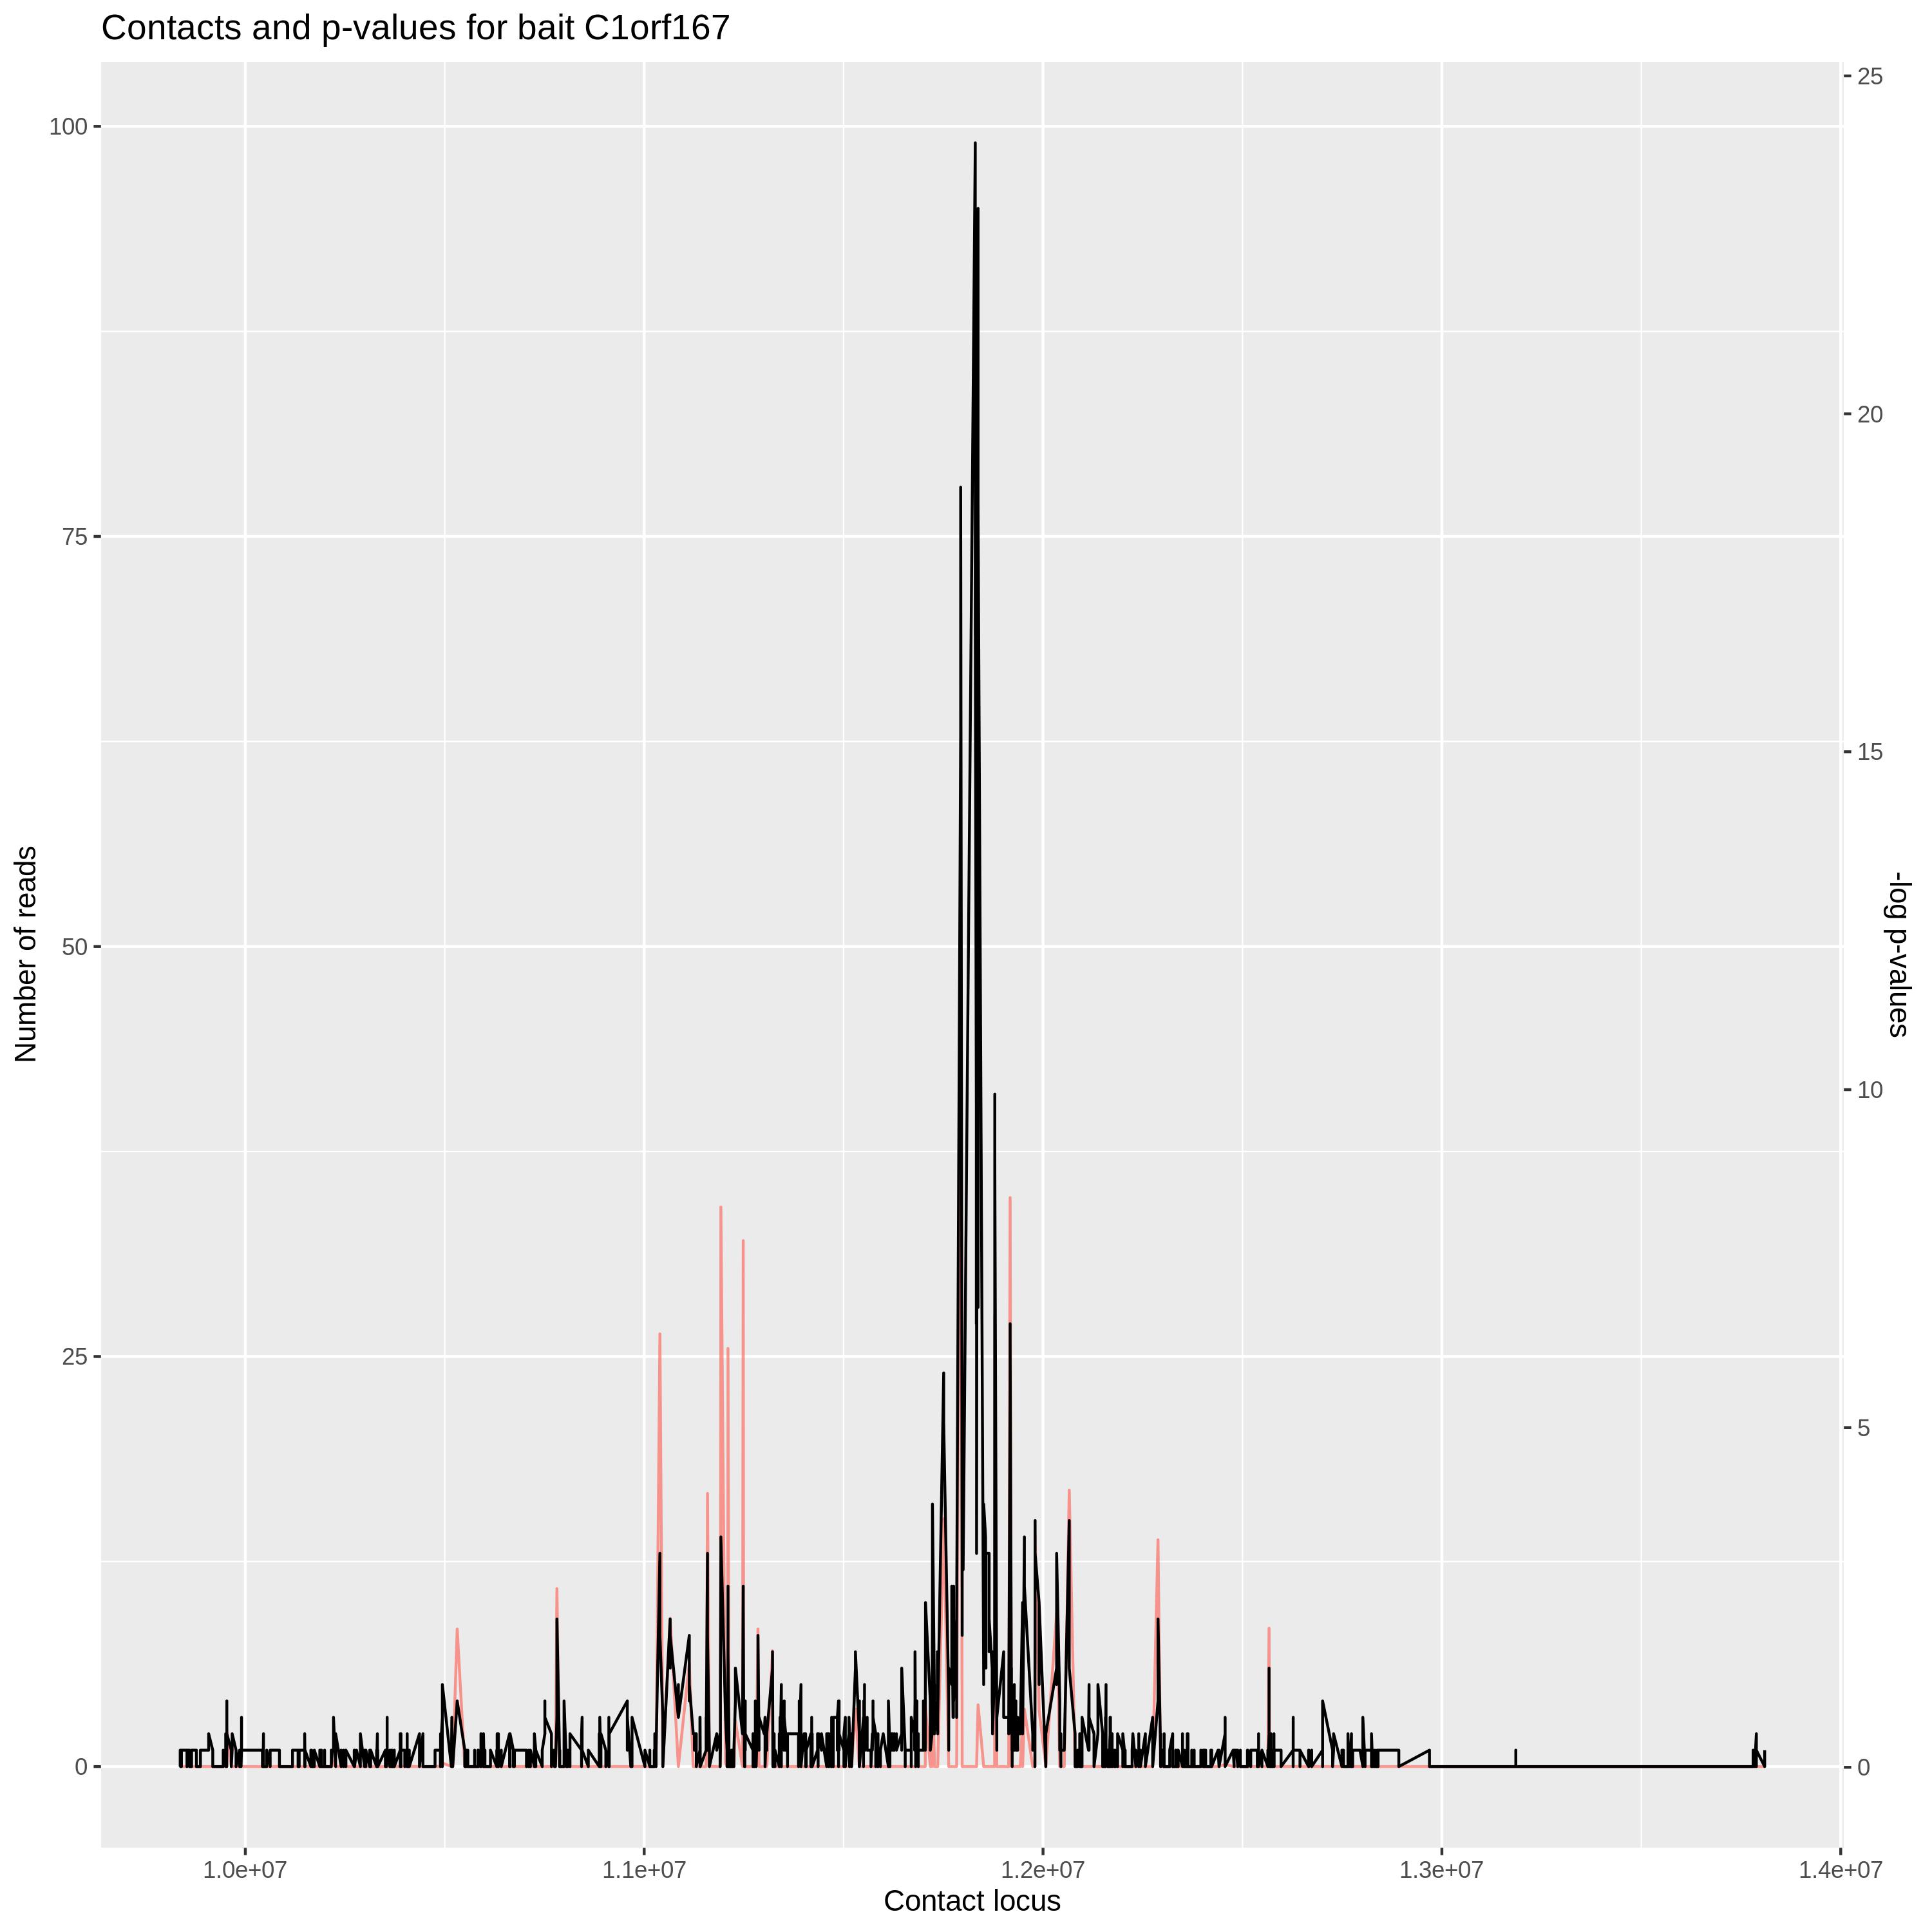 Contacts and p-values for bait C1orf167
100
75
50
25
0
Number of reads
25
20
15
10
5
0
-log p-values
1.0e+07
1.1e+07
1.2e+07
1.3e+07
1.4e+07
Contact locus